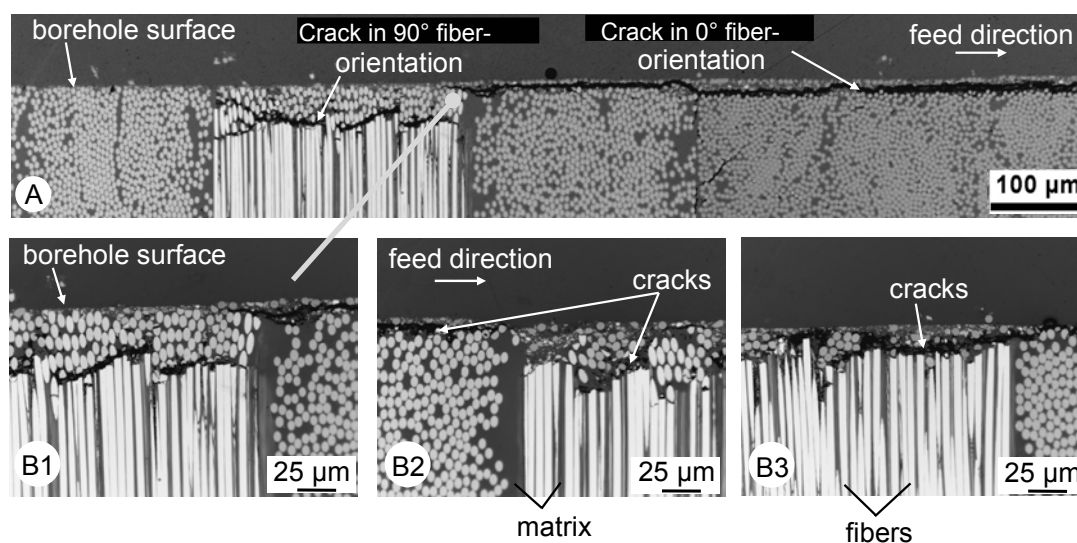 borehole surface
Crack in 90° fiber-
orientation
Crack in 0° fiber-
orientation
feed direction
A
100 µm
borehole surface
B1
25 µm
feed direction
cracks
B2
25 µm
matrix
cracks
B3
25 µm
fibers